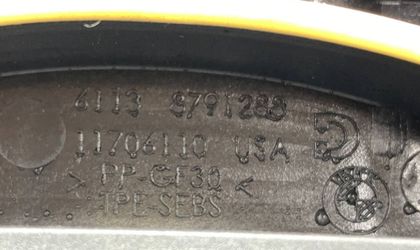 6113 8791288
11706110 USA
>PP-GF30<
TPE-SEBS